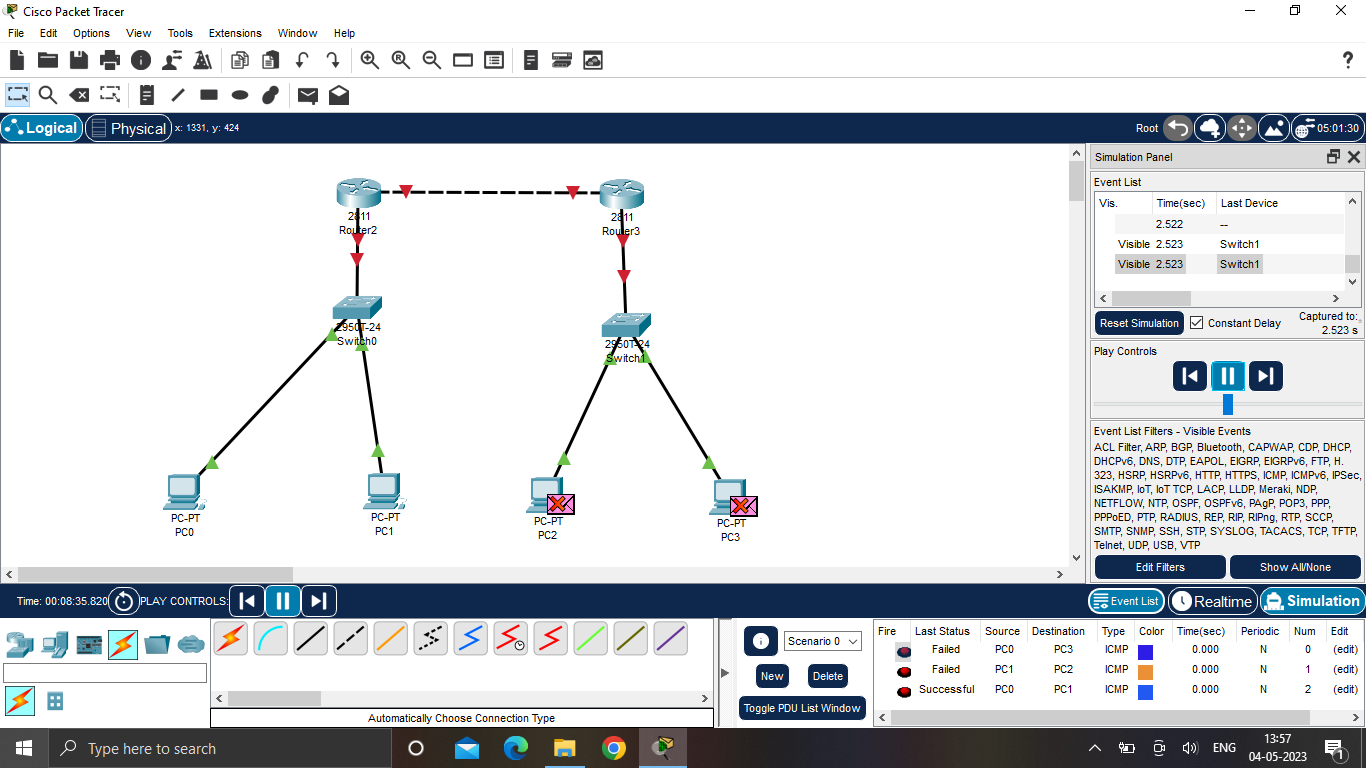 Cisco Packet Tracer
File Edit Options View Tools Extensions Window Help
?
Logical Physical x: 1331, y: 424 Root 05:01:30
2811
Router2
2811
Router3
2950T-24
Switch0
2950T-24
Switch1
PC-PT
PC0
PC-PT
PC1
PC-PT
PC2
PC-PT
PC3
Simulation Panel
Event List
Vis. Time(sec) Last Device
2.522 --
Visible 2.523 Switch1
Visible 2.523 Switch1
Reset Simulation Constant Delay Captured to:
2.523 s
Play Controls
Event List Filters - Visible Events
ACL Filter, ARP, BGP, Bluetooth, CAPWAP, CDP, DHCP,
DHCPv6, DNS, DTP, EAPOL, EIGRP, EIGRPv6, FTP, H.
323, HSRP, HSRPv6, HTTP, HTTPS, ICMP, ICMPv6, IPSec,
ISAKMP, IoT, IoT TCP, LACP, LLDP, Meraki, NDP,
NETFLOW, NTP, OSPF, OSPFv6, PAgP, POP3, PPP,
PPPoED, PTP, RADIUS, REP, RIP, RIPng, RTP, SCCP,
SMTP, SNMP, SSH, STP, SYSLOG, TACACS, TCP, TFTP,
Telnet, UDP, USB, VTP
Edit Filters Show All/None
Time: 00:08:35.820 PLAY CONTROLS:
Event List Realtime Simulation
Automatically Choose Connection Type
Scenario 0
New Delete
Toggle PDU List Window
Fire Last Status Source Destination Type Color Time(sec) Periodic Num Edit
Failed PC0 PC3 ICMP 0.000 N 0 (edit)
Failed PC1 PC2 ICMP 0.000 N 1 (edit)
Successful PC0 PC1 ICMP 0.000 N 2 (edit)
Type here to search
ENG
13:57
04-05-2023
1